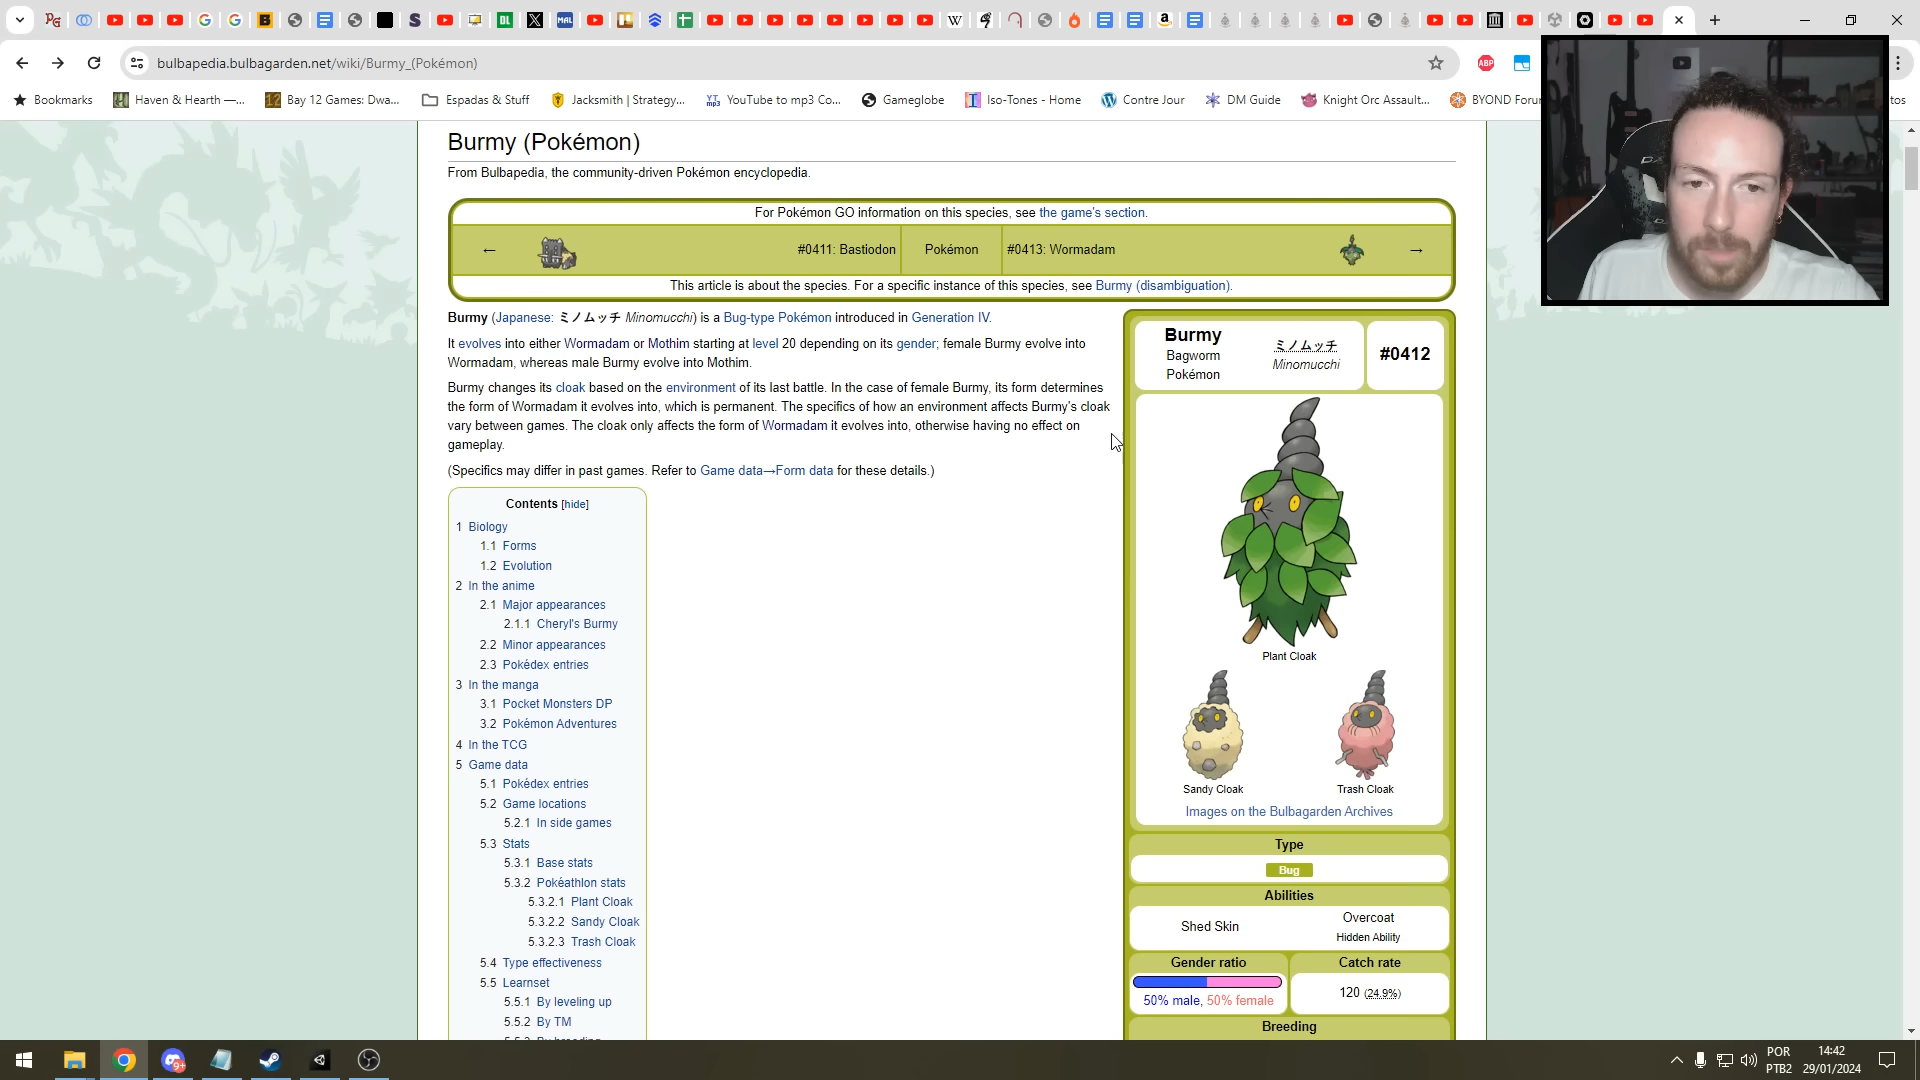 bulbapedia.bulbagarden.net/wiki/Burmy_(Pokémon)
Bookmarks
Haven & Hearth —...
Bay 12 Games: Dwa...
Espadas & Stuff
Jacksmith | Strategy...
YouTube to mp3 Co...
Gameglobe
Iso-Tones - Home
Contre Jour
DM Guide
Knight Orc Assault...
BYOND Foru
tos
Burmy (Pokémon)
From Bulbapedia, the community-driven Pokémon encyclopedia.
For Pokémon GO information on this species, see the game's section.
← #0411: Bastiodon Pokémon #0413: Wormadam →
This article is about the species. For a specific instance of this species, see Burmy (disambiguation).
Burmy (Japanese: ミノムッチ Minomucchi) is a Bug-type Pokémon introduced in Generation IV.
It evolves into either Wormadam or Mothim starting at level 20 depending on its gender; female Burmy evolve into
Wormadam, whereas male Burmy evolve into Mothim.
Burmy changes its cloak based on the environment of its last battle. In the case of female Burmy, its form determines
the form of Wormadam it evolves into, which is permanent. The specifics of how an environment affects Burmy's cloak
vary between games. The cloak only affects the form of Wormadam it evolves into, otherwise having no effect on
gameplay.
(Specifics may differ in past games. Refer to Game data→Form data for these details.)
Contents [hide]
1 Biology
1.1 Forms
1.2 Evolution
2 In the anime
2.1 Major appearances
2.1.1 Cheryl's Burmy
2.2 Minor appearances
2.3 Pokédex entries
3 In the manga
3.1 Pocket Monsters DP
3.2 Pokémon Adventures
4 In the TCG
5 Game data
5.1 Pokédex entries
5.2 Game locations
5.2.1 In side games
5.3 Stats
5.3.1 Base stats
5.3.2 Pokéathlon stats
5.3.2.1 Plant Cloak
5.3.2.2 Sandy Cloak
5.3.2.3 Trash Cloak
5.4 Type effectiveness
5.5 Learnset
5.5.1 By leveling up
5.5.2 By TM
Burmy
Bagworm
Pokémon
ミノムッチ
Minomucchi
#0412
Plant Cloak
Sandy Cloak
Trash Cloak
Images on the Bulbagarden Archives
Type
Bug
Abilities
Shed Skin
Overcoat
Hidden Ability
Gender ratio
50% male, 50% female
Catch rate
120 (24.9%)
Breeding
POR
PTB2
14:42
29/01/2024